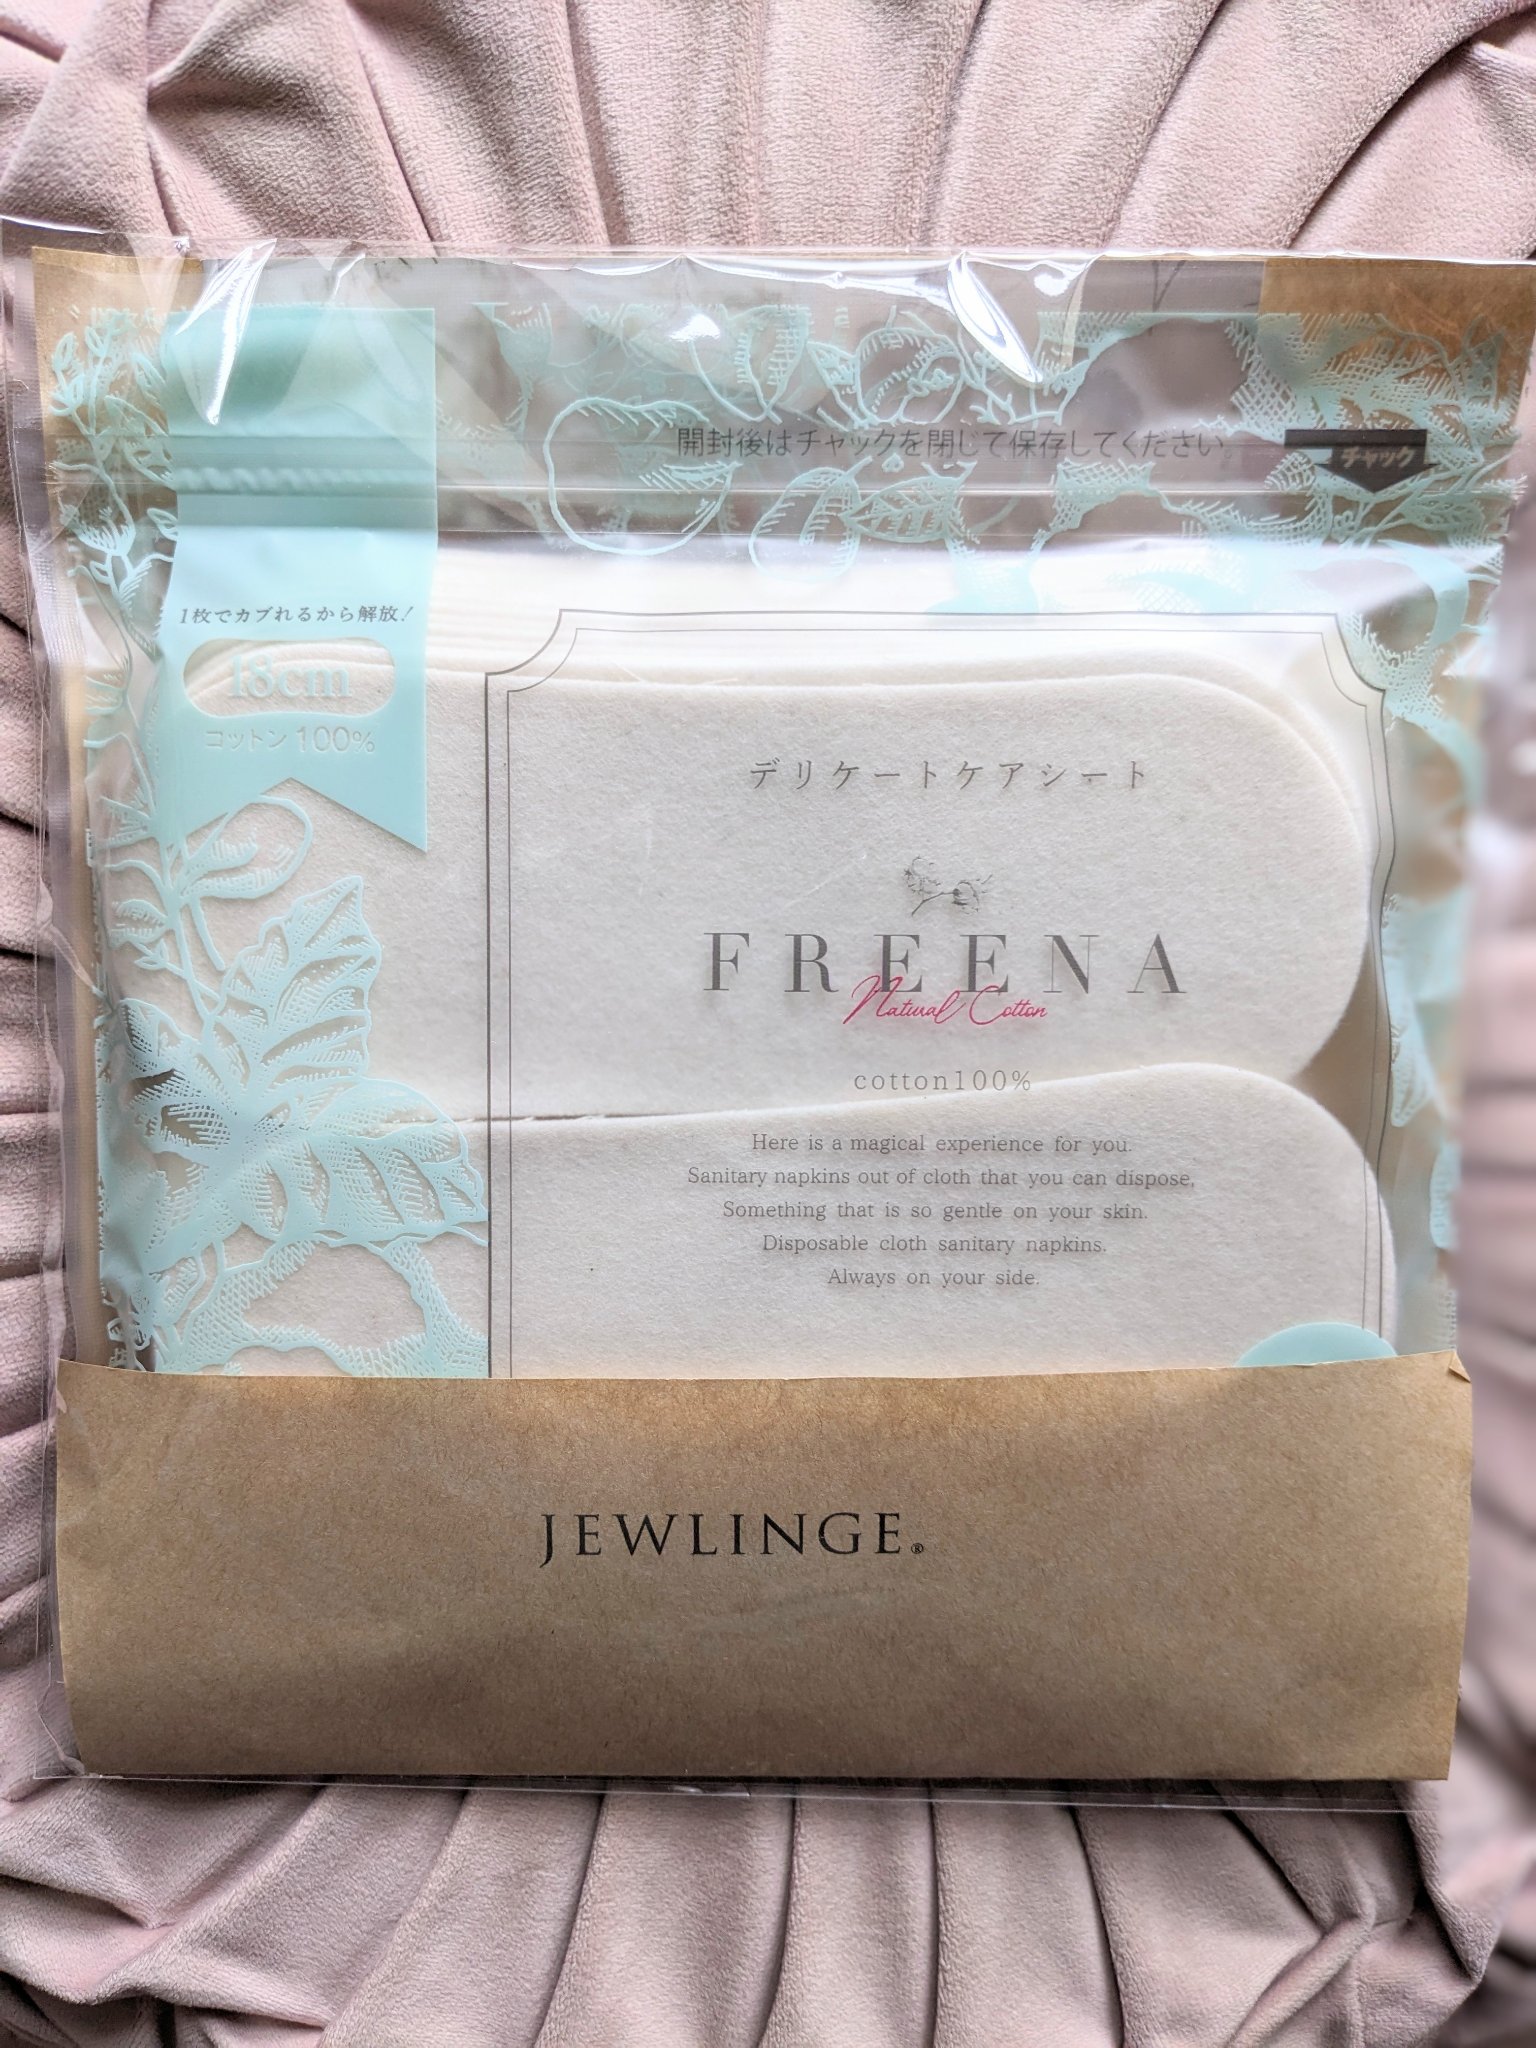 開封後はチャックを閉じて保存してください。
チャック
1枚でカブれるから解放!
18cm
コットン100%
デリケートケアシート
FREENA
Natural Cotton
cotton100%
Here is a magical experience for you.
Sanitary napkins out of cloth that you can dispose,
Something that is so gentle on your skin.
Disposable cloth sanitary napkins.
Always on your side.
JEWLINGE.®